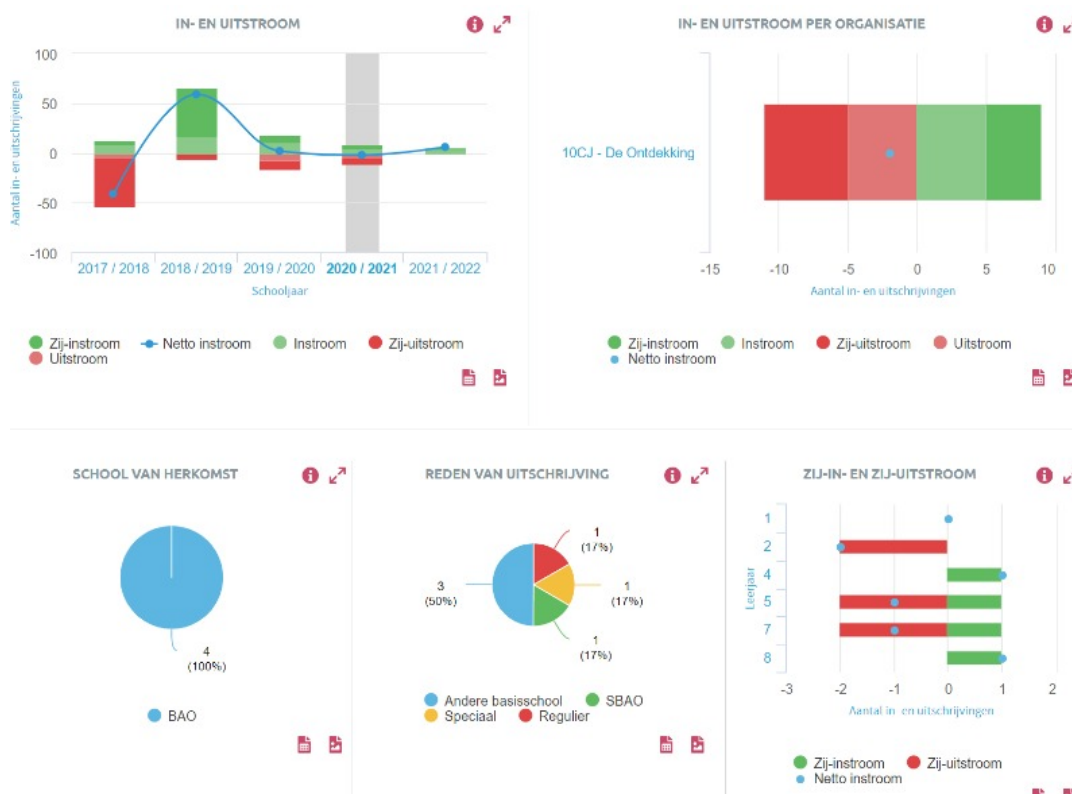 IN- EN UITSTROOM
100
50
0
-50
-100
Aantal in- en uitschrijvingen
2017 / 2018 2018 / 2019 2019 / 2020 2020 / 2021 2021 / 2022
Schooljaar
Zij-instroom Netto instroom Instroom Zij-uitstroom
Uitstroom
IN- EN UITSTROOM PER ORGANISATIE
10CJ - De Ontdekking
-15 -10 -5 0 5 10
Aantal in- en uitschrijvingen
Zij-instroom Instroom Zij-uitstroom Uitstroom
Netto instroom
SCHOOL VAN HERKOMST
4
(100%)
BAO
REDEN VAN UITSCHRIJVING
1
(17%)
3
(50%)
1
(17%)
1
(17%)
Andere basisschool SBAO
Speciaal Regulier
ZIJ-IN- EN ZIJ-UITSTROOM
1
2
4
5
7
8
Leerjaar
-3 -2 -1 0 1 2
Aantal in- en uitschrijvingen
Zij-instroom Zij-uitstroom
Netto instroom